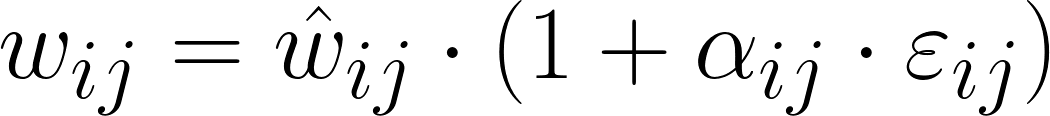 w_{ij} = \hat{w}_{ij} \cdot (1 + \alpha_{ij} \cdot \varepsilon_{ij})